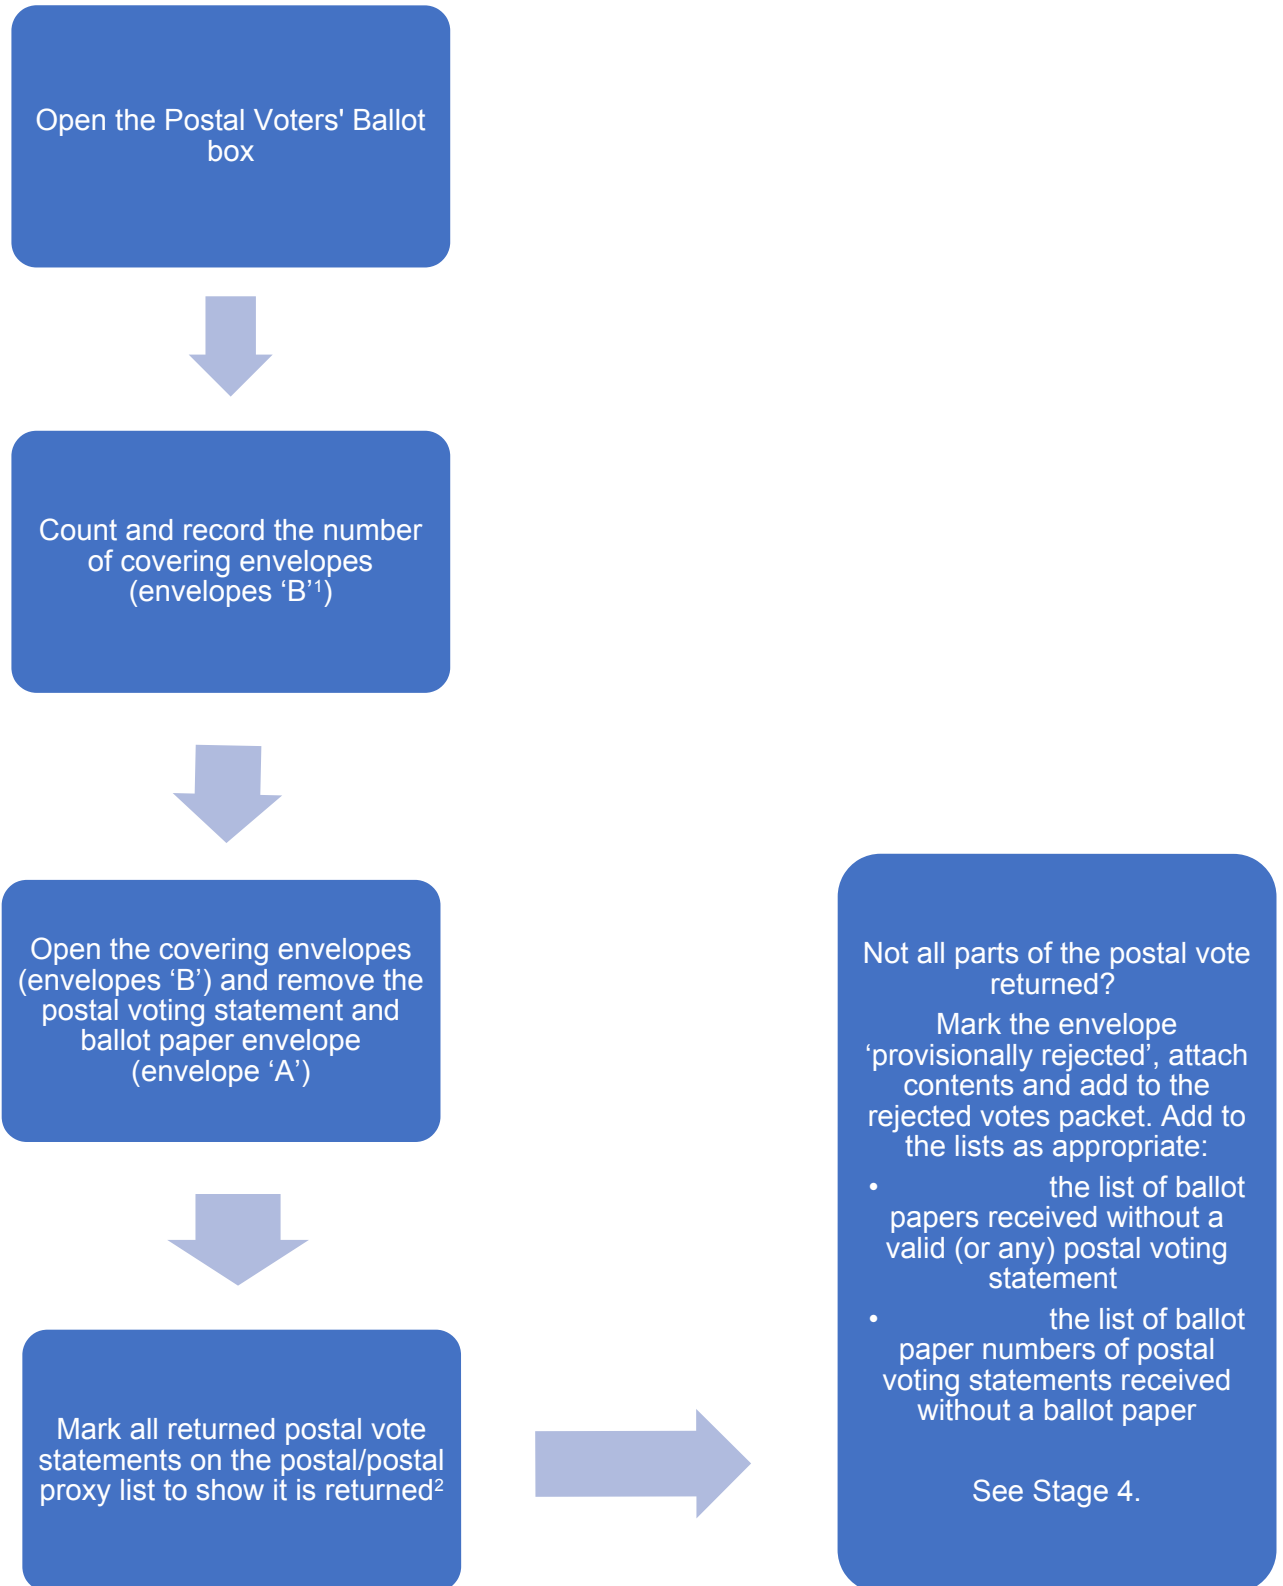 Open the Postal Voters' Ballot
box
Count and record the number
of covering envelopes
(envelopes ‘B’¹)
Open the covering envelopes
(envelopes ‘B’) and remove the
postal voting statement and
ballot paper envelope
(envelope ‘A’)
Mark all returned postal vote
statements on the postal/postal
proxy list to show it is returned²
Not all parts of the postal vote
returned?
Mark the envelope
‘provisionally rejected’, attach
contents and add to the
rejected votes packet. Add to
the lists as appropriate:
• the list of ballot
papers received without a
valid (or any) postal voting
statement
• the list of ballot
paper numbers of postal
voting statements received
without a ballot paper
See Stage 4.